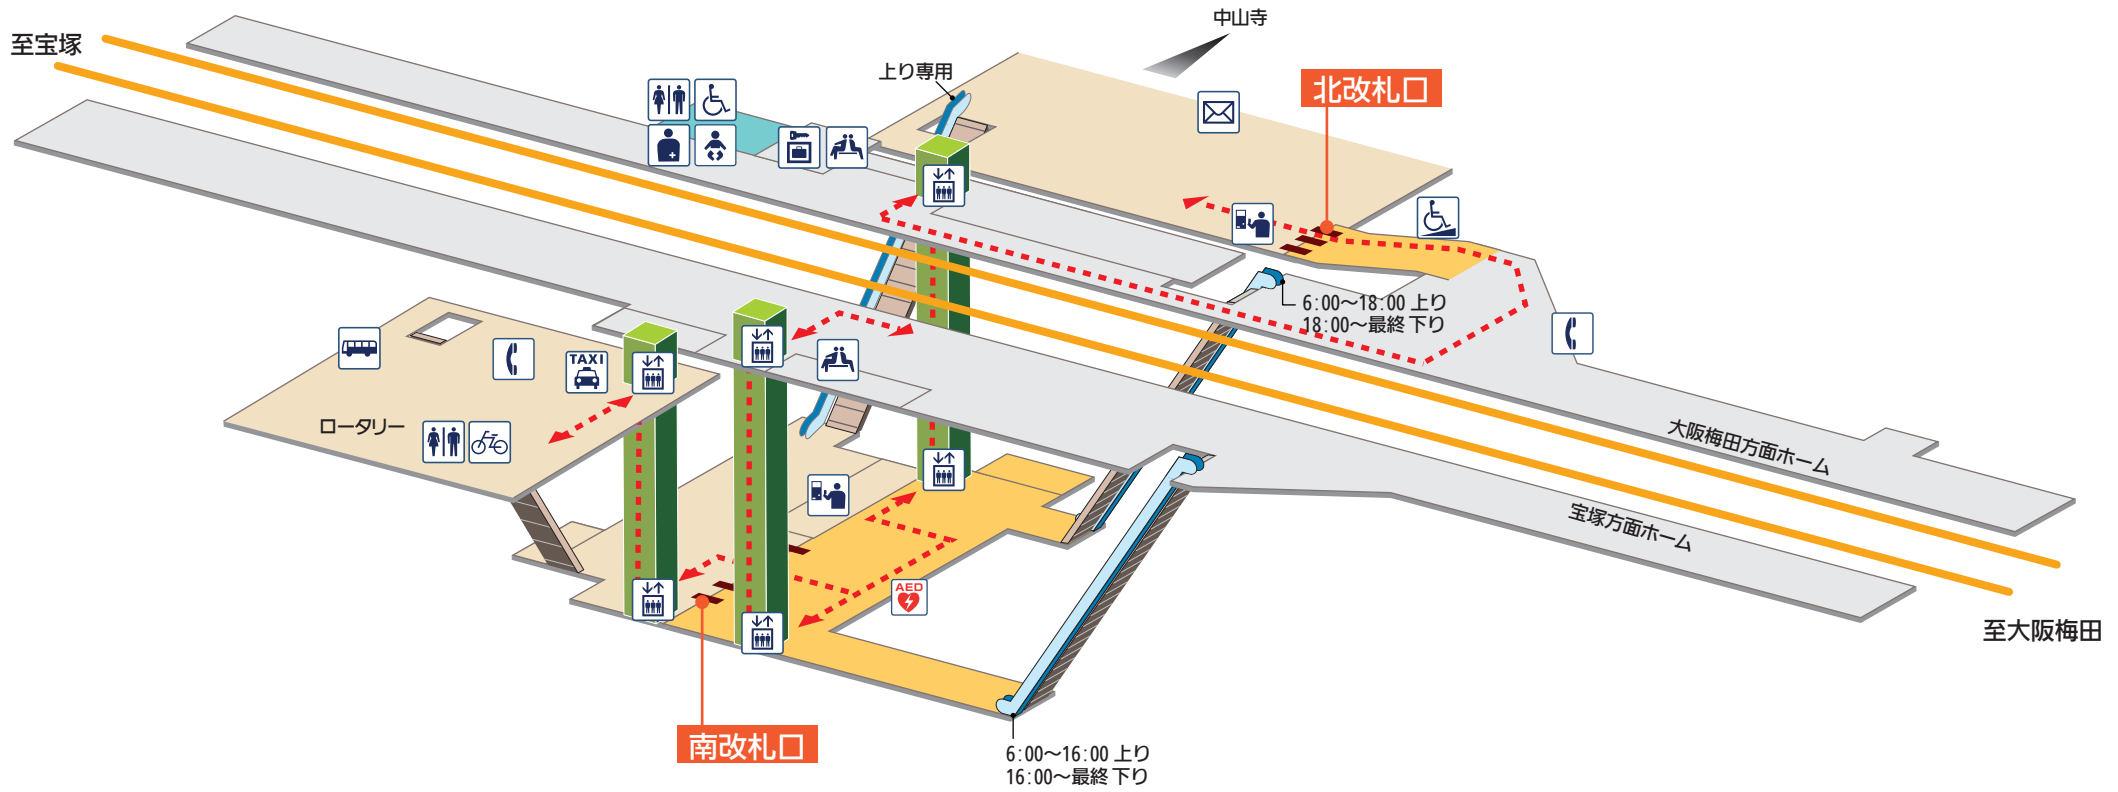 中山寺
至宝塚
上り専用
北改札口
6:00〜18:00 上り
18:00〜最終 下り
TAXI
ロータリー
大阪梅田方面ホーム
宝塚方面ホーム
AED
至大阪梅田
南改札口
6:00〜16:00 上り
16:00〜最終 下り